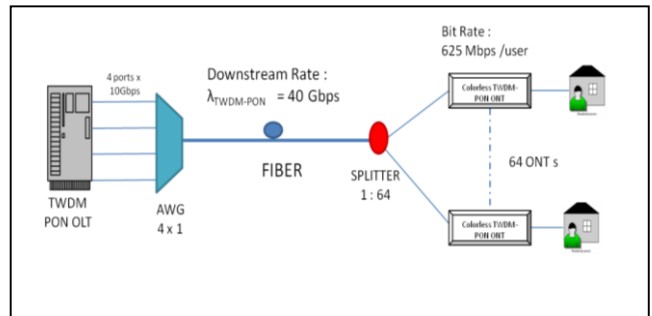 4 ports x
10Gbps
Downstream Rate :
λTWDM-PON = 40 Gbps
Bit Rate :
625 Mbps /user
Colorless TWDM-
PON ONT
FIBER
SPLITTER
1 : 64
64 ONT s
TWDM
PON OLT
AWG
4 x 1
Colorless TWDM-
PON ONT